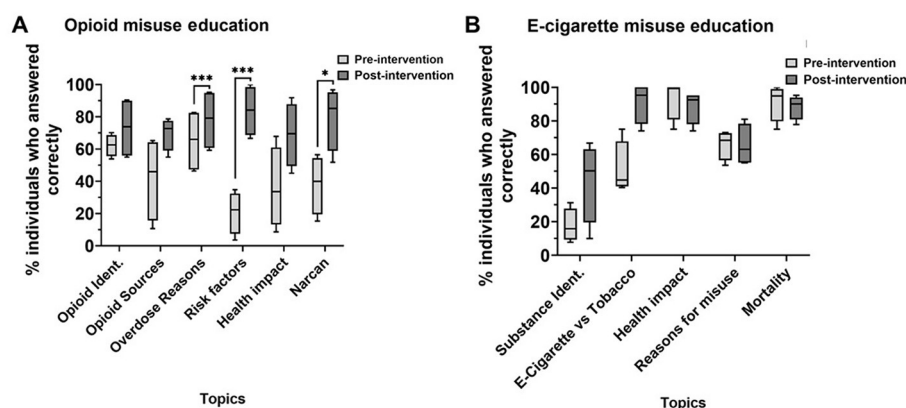 A Opioid misuse education
Pre-intervention
Post-intervention
*** *** *
100
80
60
40
20
0
% individuals who answered
correctly
Opioid Ident.
Opioid Sources
Overdose Reasons
Risk factors
Health impact
Narcan
Topics
B E-cigarette misuse education
Pre-intervention
Post-intervention
100
80
60
40
20
0
% individuals who answered
correctly
Substance Ident.
E-Cigarette vs Tobacco
Health impact
Reasons for misuse
Mortality
Topics